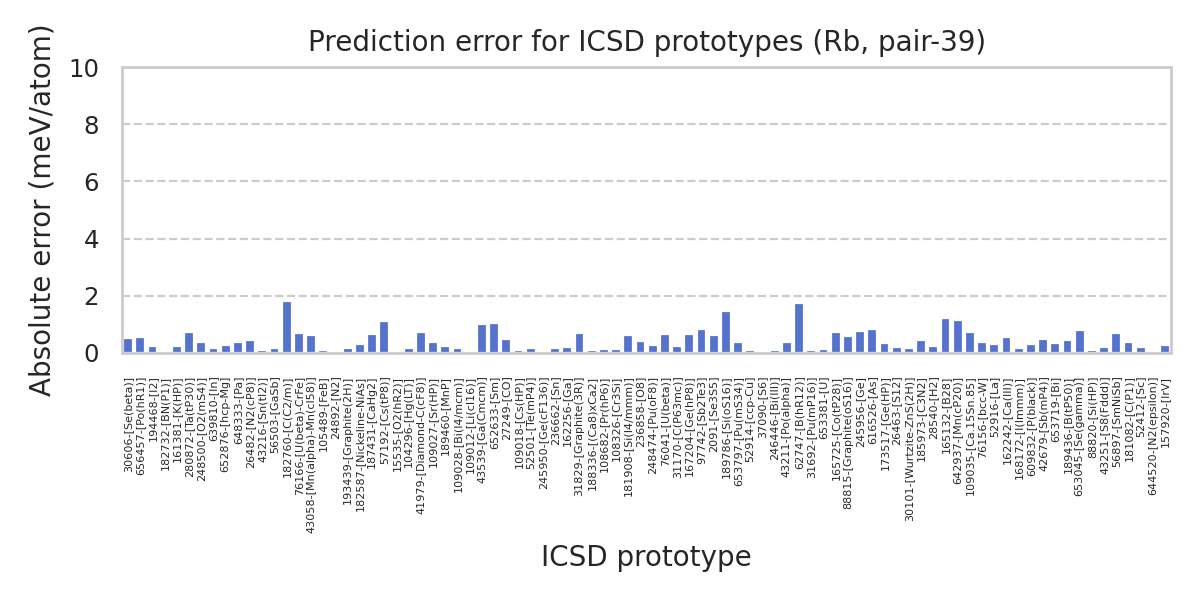 Prediction error for ICSD prototypes (Rb, pair-39)
Absolute error (meV/atom)
10
8
6
4
2
0
306066-[Se(beta)]
656457-[Po(hR1)]
194468-[I2]
182732-[BN(P1)]
161381-[K(HP)]
280872-[Ta(tP30)]
248500-[O2(mS4)]
639810-[In]
652876-[hcp-Mg]
64833-[Pa]
26482-[N2(cP8)]
43216-[Sn(tI2)]
56503-[GaSb]
182760-[C(C2/m)]
76166-[U(beta)-CrFe]
43058-[Mn(alpha)-Mn(cI58)]
105489-[FeB]
24892-[N2]
193439-[Graphite(2H)]
182587-[Nickeline-NiAs]
187431-[CaHg2]
57192-[Cs(tP8)]
15535-[O2(hR2)]
104296-[Hg(LT)]
41979-[Diamond-C(cF8)]
109027-[Sr(HP)]
189460-[MnP]
109028-[Bi(I4/mcm)]
109012-[Li(cI16)]
43539-[Ga(Cmcm)]
652633-[Sm]
27249-[CO]
109018-[Cs(HP)]
52501-[Te(mP4)]
245950-[Ge(cF136)]
236662-[Sn]
162256-[Ga]
31829-[Graphite(3R)]
188336-[(Ca8)xCa2]
108682-[Pr(hP6)]
108326-[Cr3Si]
181908-[Si(I4/mmm)]
236858-[O8]
248474-[Pu(oF8)]
76041-[U(beta)]
31170-[C(P63mc)]
167204-[Ge(hP8)]
97742-[Sb2Te3]
2091-[Se3S5]
189786-[Si(oS16)]
653797-[Pu(mS34)]
52914-[ccp-Cu]
37090-[S6]
246446-[Bi(III)]
43211-[Po(alpha)]
62747-[B(hR12)]
31692-[Pu(mP16)]
653381-[U]
165725-[Co(tP28)]
88815-[Graphite(oS16)]
245956-[Ge]
616526-[As]
173517-[Ge(HP)]
26463-[S12]
30101-[Wurtzite-ZnS(2H)]
185973-[C3N2]
28540-[H2]
165132-[B28]
642937-[Mn(cP20)]
109035-[Ca.15Sn.85]
76156-[bcc-W]
52916-[La]
162242-[Ca(III)]
168172-[I(Immm)]
609832-[P(black)]
42679-[Sb(mP4)]
653719-[Bi]
189436-[B(tP50)]
653045-[Se(gamma)]
88820-[Si(HP)]
43251-[S8(Fddd)]
56897-[SmNiSb]
181082-[C(P1)]
52412-[Sc]
644520-[N2(epsilon)]
157920-[IrV]
ICSD prototype